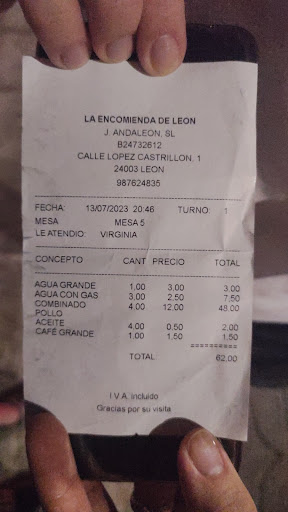 LA ENCOMIENDA DE LEON
J. ANDALEON, SL
B24732612
CALLE LOPEZ CASTRILLON, 1
24003 LEON
987624835
FECHA: 13/07/2023 20:46 TURNO: 1
MESA MESA 5
LE ATENDIO: VIRGINIA
CONCEPTO CANT PRECIO TOTAL
AGUA GRANDE 1,00 3,00 3,00
AGUA CON GAS 3,00 2,50 7,50
COMBINADO 4,00 12,00 48,00
POLLO
ACEITE 4,00 0,50 2,00
CAFÉ GRANDE 1,00 1,50 1,50
==========
TOTAL: 62,00
I.V.A. Incluido
Gracias por su visita